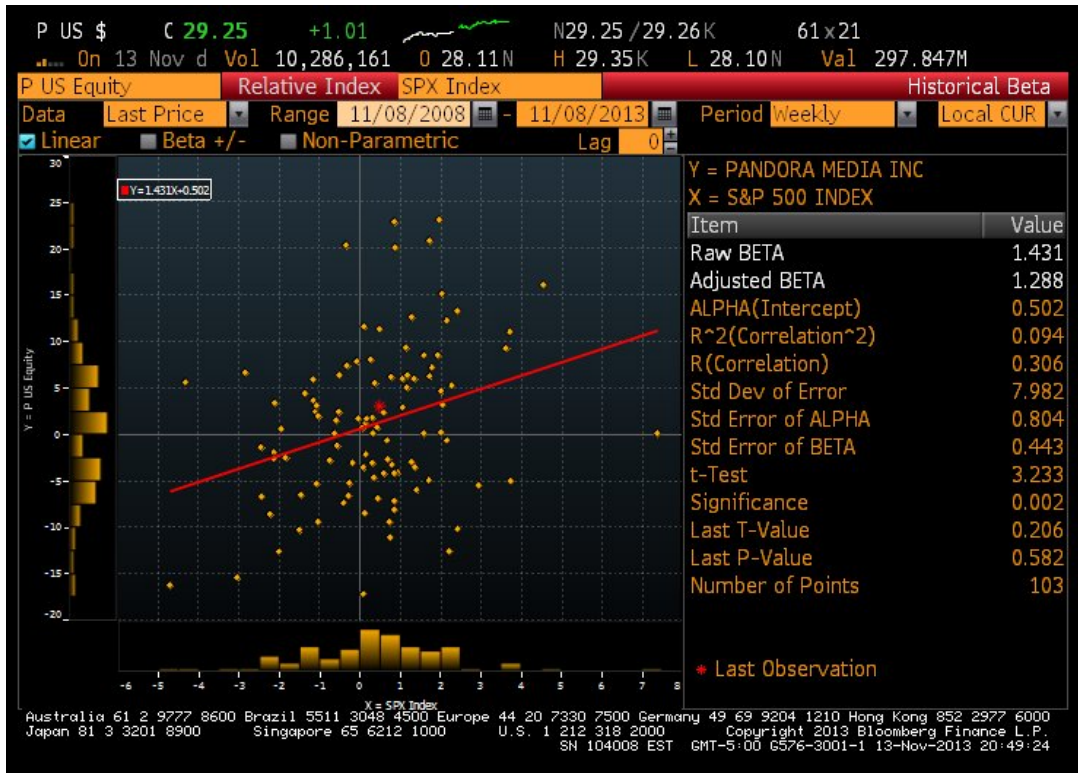 P US $ C 29.25 +1.01 N29.25/29.26K 61x21
On 13 Nov d Vol 10,286,161 O 28.11N H 29.35K L 28.10N Val 297.847M
P US Equity Relative Index SPX Index Historical Beta
Data Last Price Range 11/08/2008 - 11/08/2013 Period Weekly Local CUR
Linear Beta +/- Non-Parametric Lag 0
Y = PANDORA MEDIA INC
X = S&P 500 INDEX
Item Value
Raw BETA 1.431
Adjusted BETA 1.288
ALPHA(Intercept) 0.502
R^2(Correlation^2) 0.094
R(Correlation) 0.306
Std Dev of Error 7.982
Std Error of ALPHA 0.804
Std Error of BETA 0.443
t-Test 3.233
Significance 0.002
Last T-Value 0.206
Last P-Value 0.582
Number of Points 103
* Last Observation
Y=1.431X+0.502
30
25
20
15
10
5
0
-5
-10
-15
-20
Y = P US Equity
-6 -5 -4 -3 -2 -1 0 1 2 3 4 5 6 7 8
X = SPX Index
Australia 61 2 9777 8600 Brazil 5511 3048 4500 Europe 44 20 7330 7500 Germany 49 69 9204 1210 Hong Kong 852 2977 6000
Japan 81 3 3201 8900 Singapore 65 6212 1000 U.S. 1 212 318 2000 Copyright 2013 Bloomberg Finance L.P.
SN 104008 EST GMT-5:00 G576-3001-1 13-Nov-2013 20:49:24